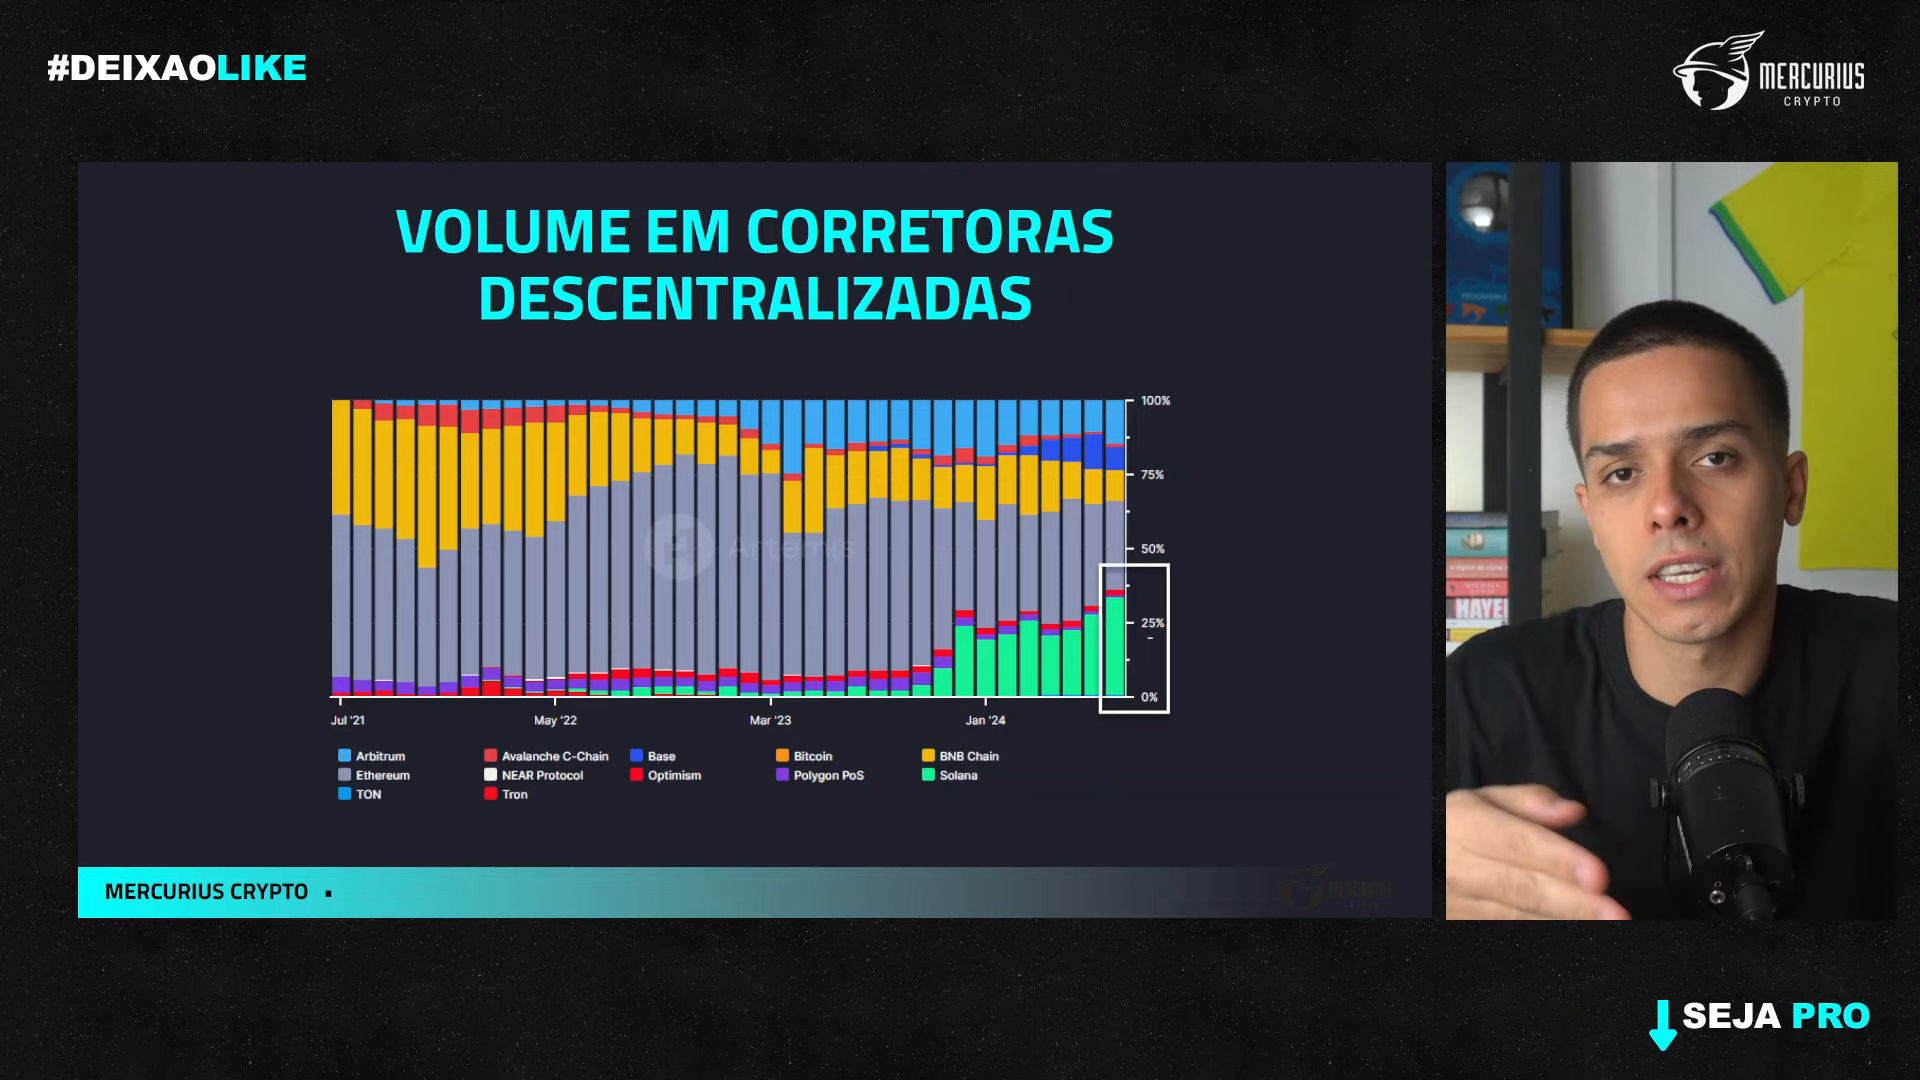 #DEIXAOLIKE
MERCURIUS
CRYPTO
VOLUME EM CORRETORAS
DESCENTRALIZADAS
Artemis
100%
75%
50%
25%
0%
Jul '21
May '22
Mar '23
Jan '24
Arbitrum
Avalanche C-Chain
Base
Bitcoin
BNB Chain
Ethereum
NEAR Protocol
Optimism
Polygon PoS
Solana
TON
Tron
MERCURIUS CRYPTO
HAYE
SEJA PRO